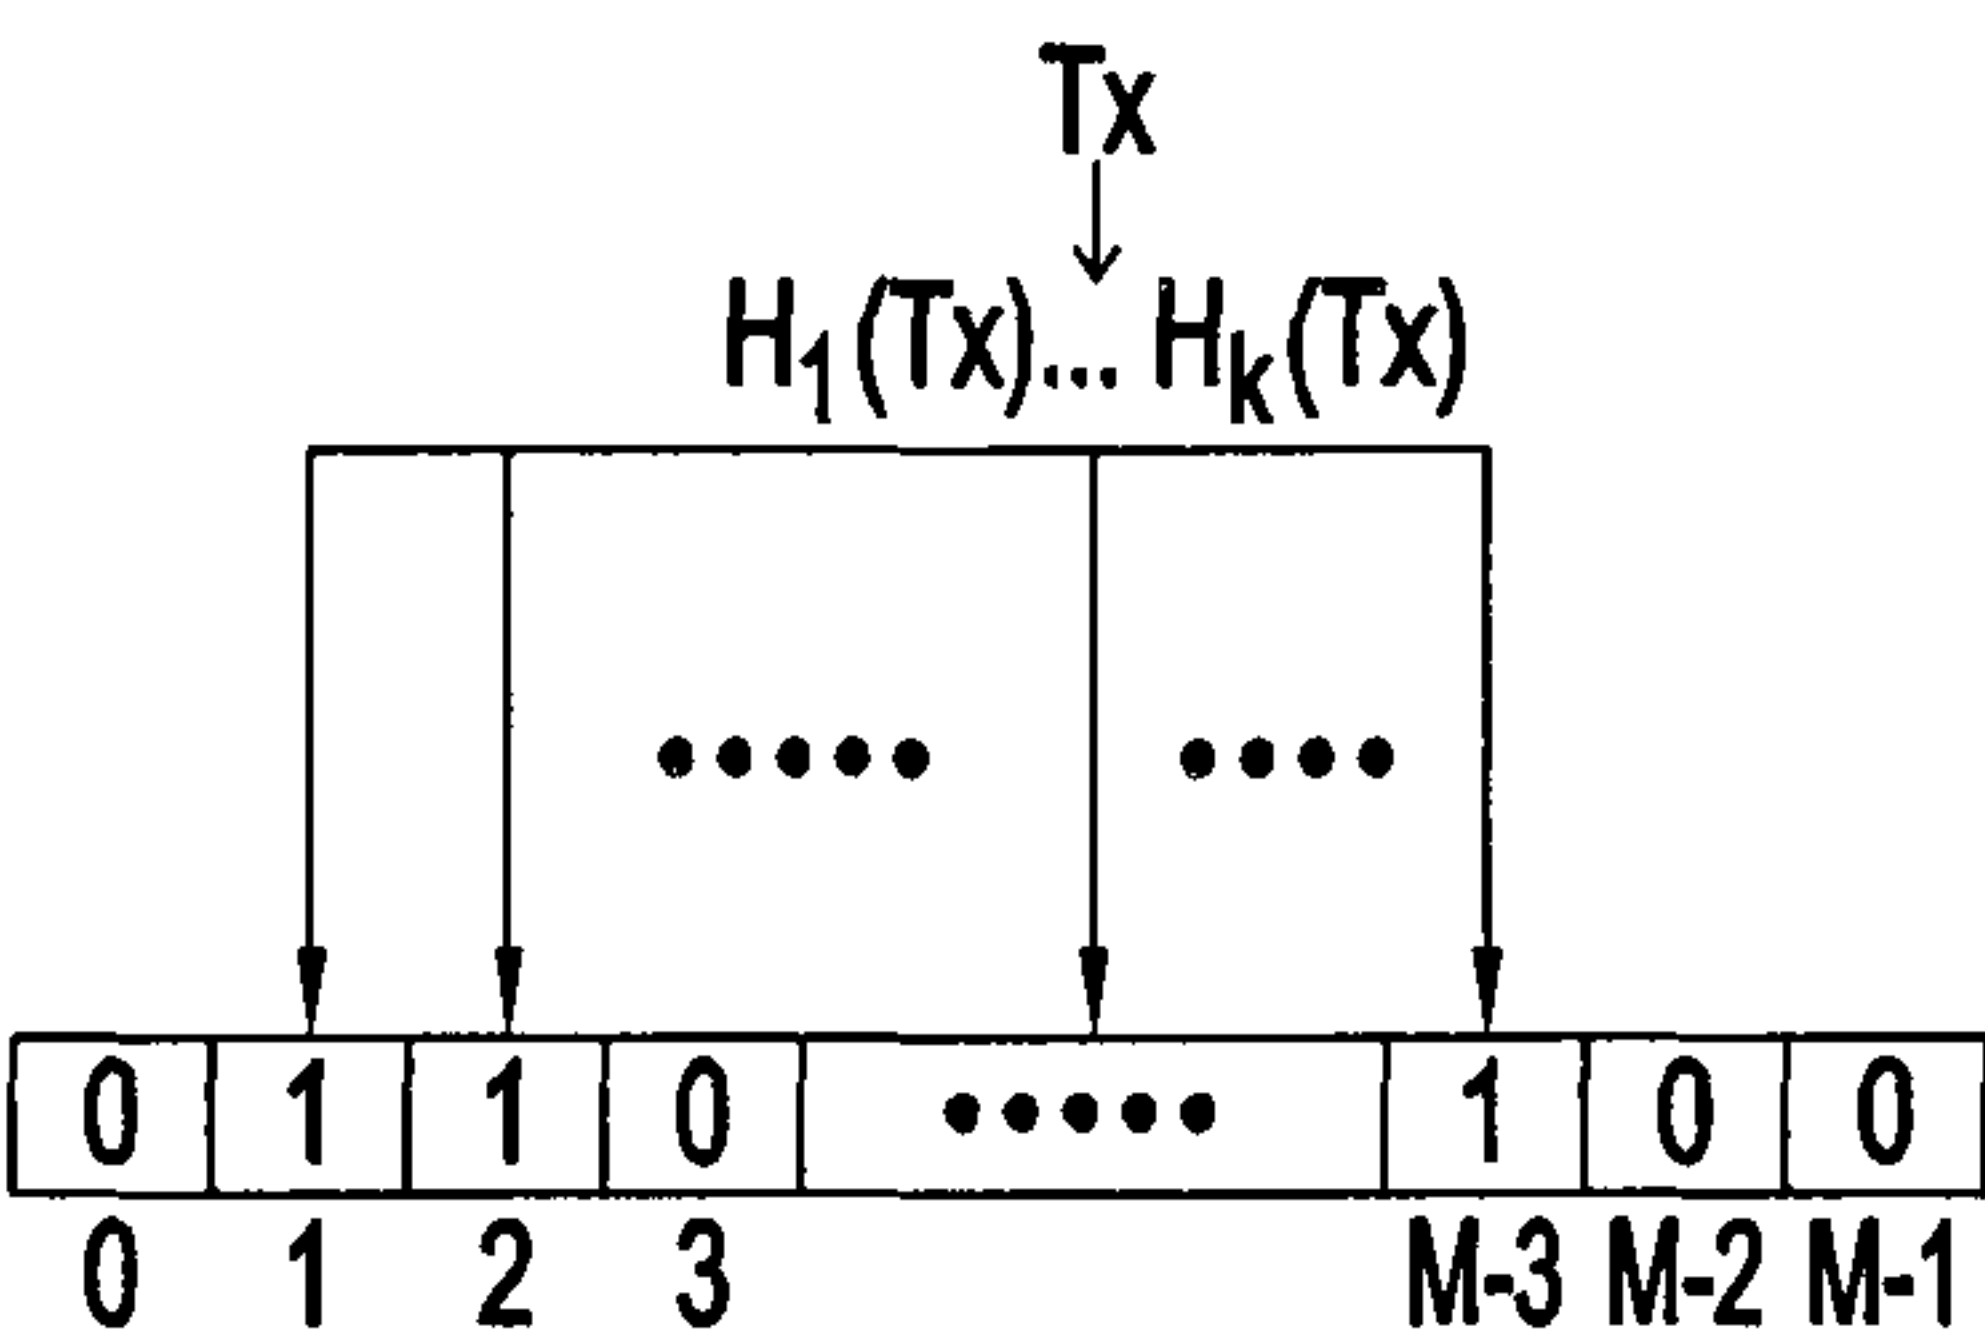 Tx
H₁(Tx)... Hₖ(Tx)
0 1 1 0 ..... 1 0 0
0 1 2 3 M-3 M-2 M-1